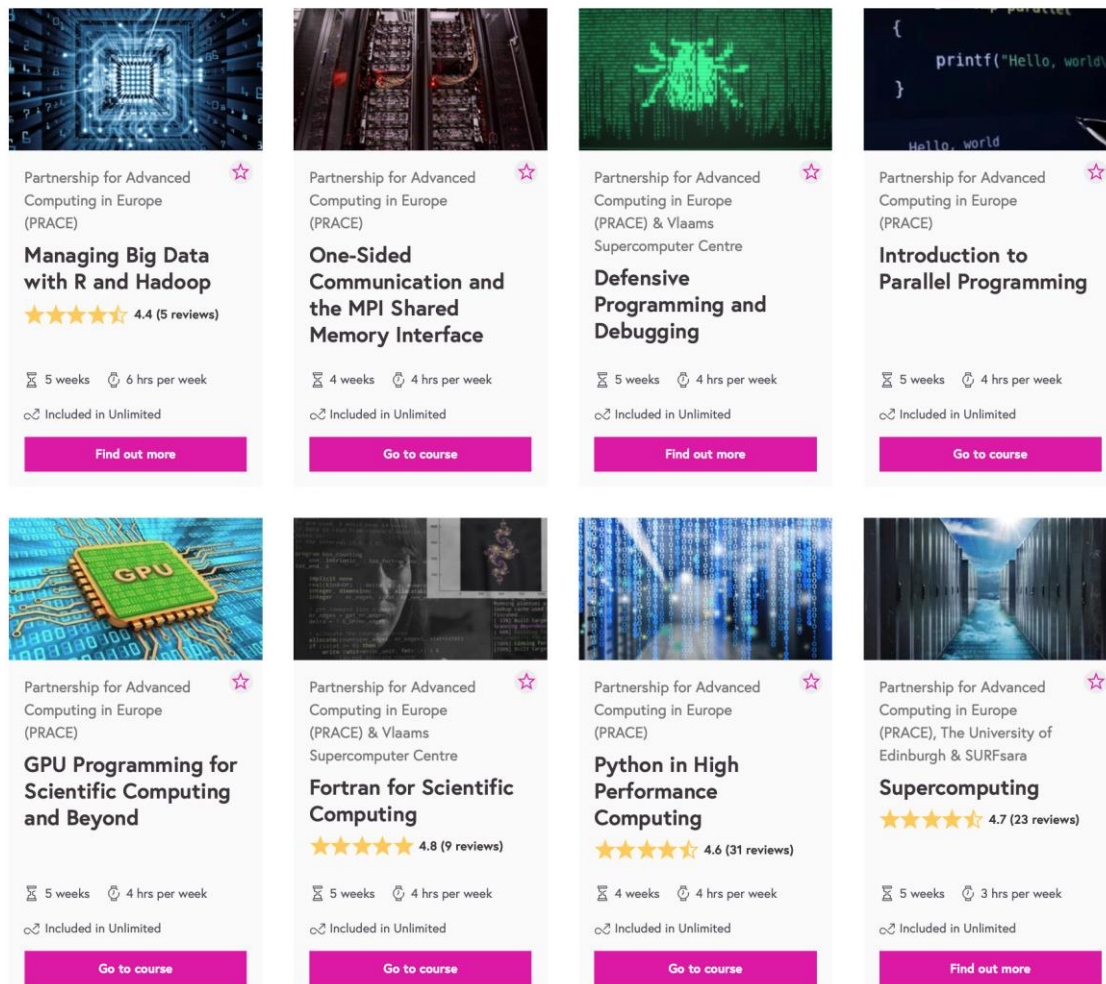 {
printf("Hello, world\
}
Hello, world
Partnership for Advanced
Computing in Europe
(PRACE)
Managing Big Data
with R and Hadoop
4.4 (5 reviews)
5 weeks 6 hrs per week
Included in Unlimited
Find out more
Partnership for Advanced
Computing in Europe
(PRACE)
One-Sided
Communication and
the MPI Shared
Memory Interface
4 weeks 4 hrs per week
Included in Unlimited
Go to course
Partnership for Advanced
Computing in Europe
(PRACE) & Vlaams
Supercomputer Centre
Defensive
Programming and
Debugging
5 weeks 4 hrs per week
Included in Unlimited
Find out more
Partnership for Advanced
Computing in Europe
(PRACE)
Introduction to
Parallel Programming
5 weeks 4 hrs per week
Included in Unlimited
Go to course
GPU
Partnership for Advanced
Computing in Europe
(PRACE)
GPU Programming for
Scientific Computing
and Beyond
5 weeks 4 hrs per week
Included in Unlimited
Go to course
Partnership for Advanced
Computing in Europe
(PRACE) & Vlaams
Supercomputer Centre
Fortran for Scientific
Computing
4.8 (9 reviews)
5 weeks 4 hrs per week
Included in Unlimited
Go to course
Partnership for Advanced
Computing in Europe
(PRACE)
Python in High
Performance
Computing
4.6 (31 reviews)
4 weeks 4 hrs per week
Included in Unlimited
Go to course
Partnership for Advanced
Computing in Europe
(PRACE), The University of
Edinburgh & SURFsara
Supercomputing
4.7 (23 reviews)
5 weeks 3 hrs per week
Included in Unlimited
Find out more